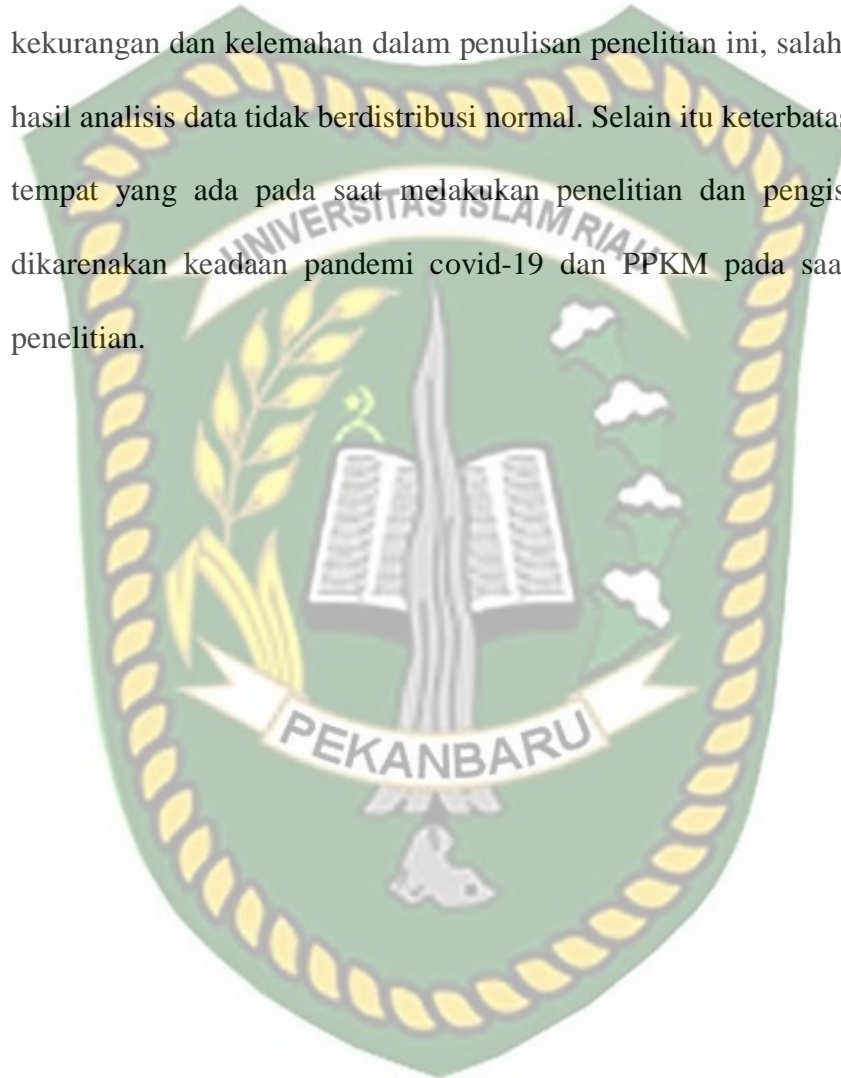 kekurangan dan kelemahan dalam penulisan penelitian ini, salah
hasil analisis data tidak berdistribusi normal. Selain itu keterbatas
tempat yang ada pada saat melakukan penelitian dan pengis
dikarenakan keadaan pandemi covid-19 dan PPKM pada saa
penelitian.
UNIVERSITAS ISLAM RIAU
PEKANBARU